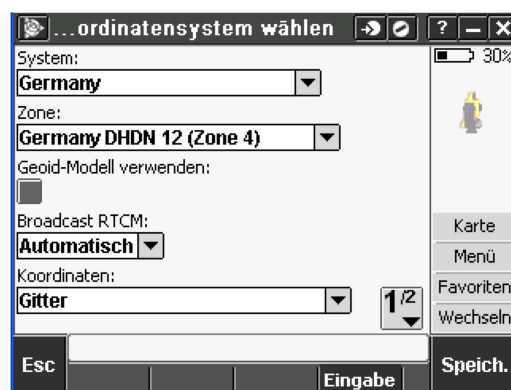 ...ordinatensystem wählen
?
System:
30%
Germany
Zone:
Germany DHDN 12 (Zone 4)
Geoid-Modell verwenden:
Broadcast RTCM:
Automatisch
Koordinaten:
Gitter
1/2
Karte
Menü
Favoriten
Wechseln
Esc
Eingabe
Speich.